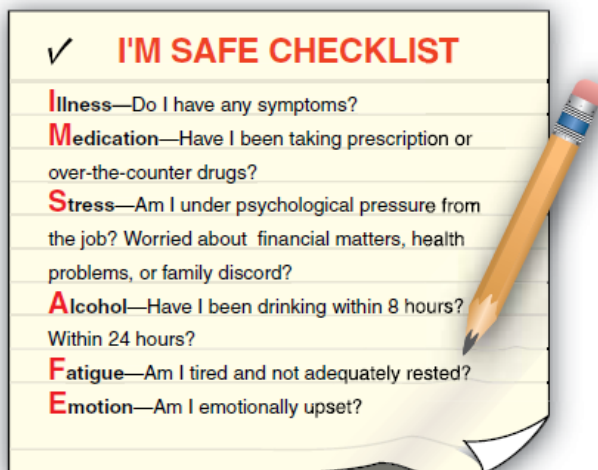 ✓ I'M SAFE CHECKLIST
Illness—Do I have any symptoms?
Medication—Have I been taking prescription or
over-the-counter drugs?
Stress—Am I under psychological pressure from
the job? Worried about financial matters, health
problems, or family discord?
Alcohol—Have I been drinking within 8 hours?
Within 24 hours?
Fatigue—Am I tired and not adequately rested?
Emotion—Am I emotionally upset?